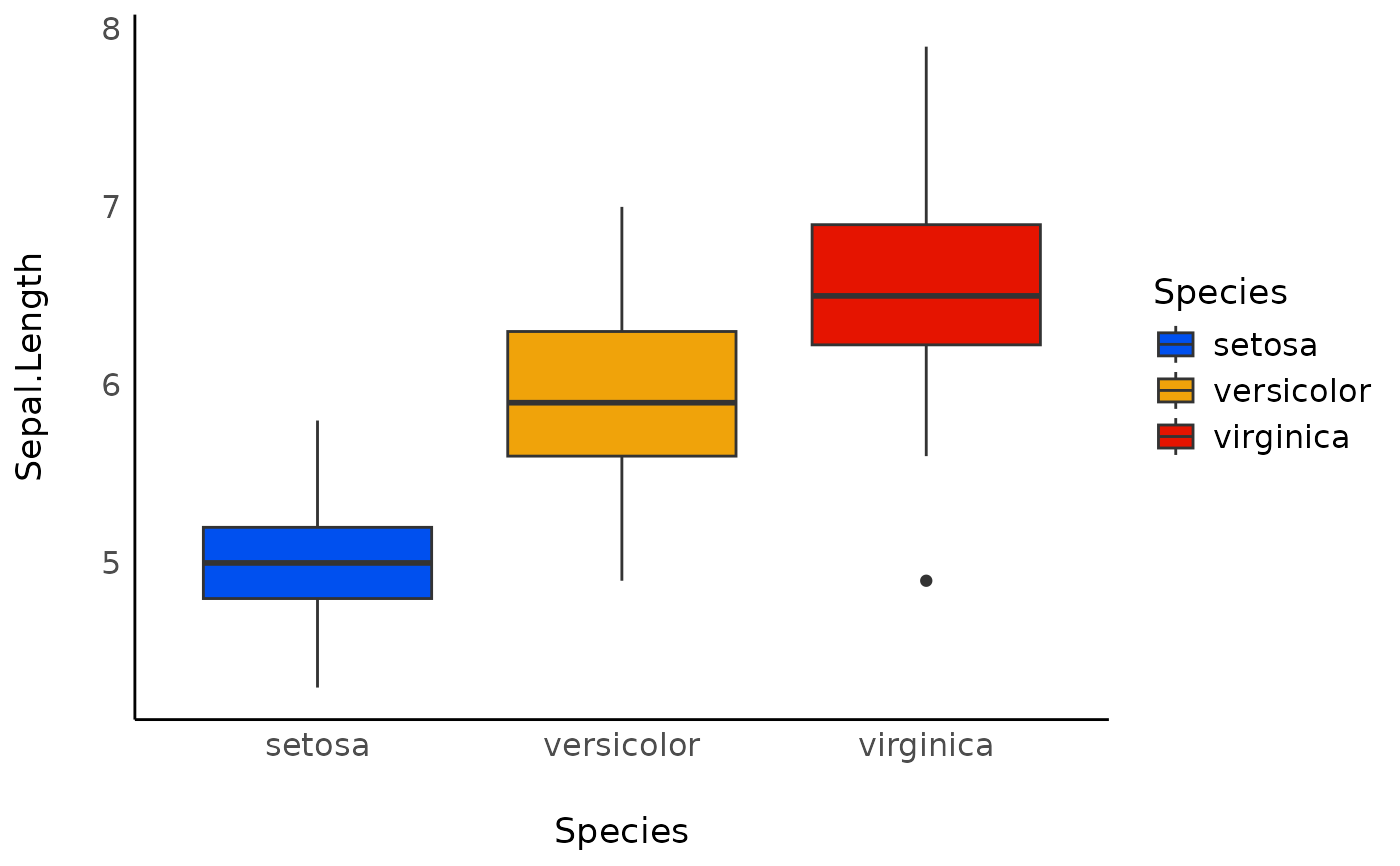 8
7
6
5
Sepal.Length
setosa
versicolor
virginica
Species
Species
setosa
versicolor
virginica